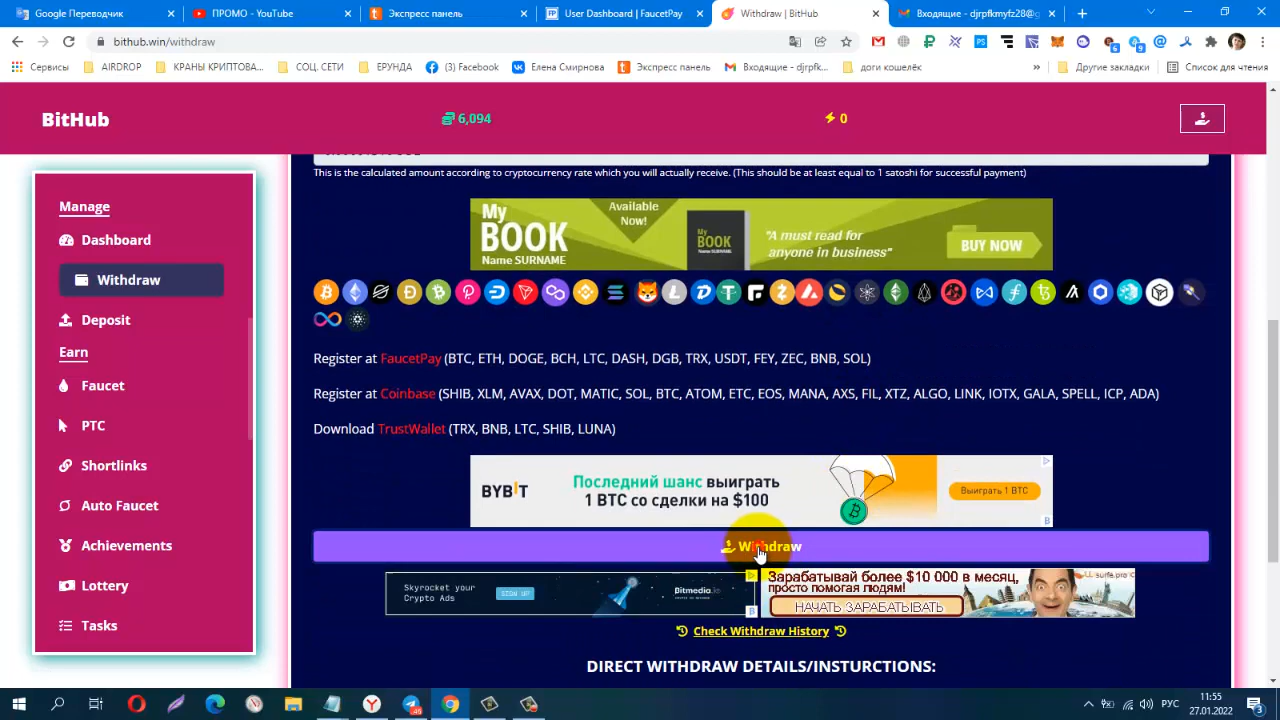 Google Переводчик
ПРОМО - YouTube
Экспресс панель
User Dashboard | FaucetPay
Withdraw | BitHub
Входящие - djrpfkmyfz28@g
bithub.win/withdraw
Сервисы
AIRDROP
КРАНЫ КРИПТОВА...
СОЦ. СЕТИ
ЕРУНДА
(3) Facebook
Елена Смирнова
Экспресс панель
Входящие - djrpfk...
доги кошелёк
»
Другие закладки
Список для чтения
BitHub
6,094
0
Manage
Dashboard
Withdraw
Deposit
Earn
Faucet
PTC
Shortlinks
Auto Faucet
Achievements
Lottery
Tasks
This is the calculated amount according to cryptocurrency rate which you will actually receive. (This should be at least equal to 1 satoshi for successful payment)
My
BOOK
Name SURNAME
Available
Now!
MY
BOOK
"A must read for
anyone in business"
BUY NOW
Register at FaucetPay (BTC, ETH, DOGE, BCH, LTC, DASH, DGB, TRX, USDT, FEY, ZEC, BNB, SOL)
Register at Coinbase (SHIB, XLM, AVAX, DOT, MATIC, SOL, BTC, ATOM, ETC, EOS, MANA, AXS, FIL, XTZ, ALGO, LINK, IOTX, GALA, SPELL, ICP, ADA)
Download TrustWallet (TRX, BNB, LTC, SHIB, LUNA)
BYBIT
Последний шанс выиграть
1 BTC со сделки на $100
Выиграть 1 BTC
Withdraw
Skyrocket your
Crypto Ads
SIGN UP
Bitmedia.io
Зарабатывай более $10 000 в месяц,
просто помогая людям!
НАЧАТЬ ЗАРАБАТЫВАТЬ
surfe.pro
Check Withdraw History
DIRECT WITHDRAW DETAILS/INSTURCTIONS:
РУС
11:55
27.01.2022